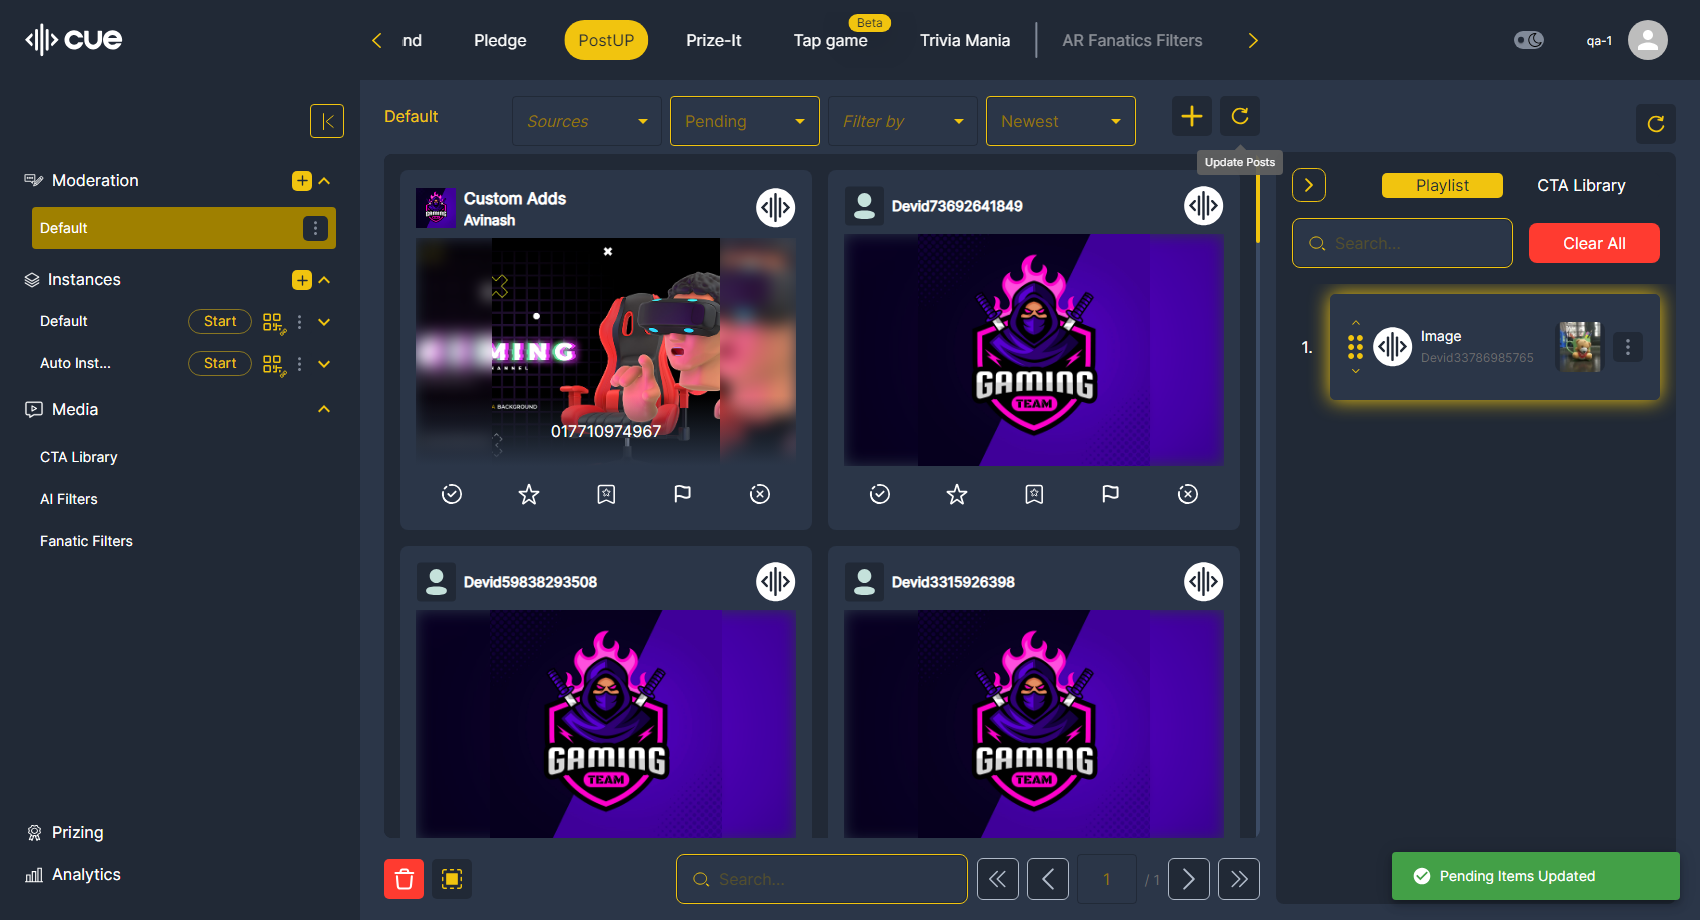 cue
nd
Pledge
PostUP
Prize-It
Tap game
Beta
Trivia Mania
AR Fanatics Filters
qa-1
Moderation
Default
Instances
Default
Start
Auto Inst...
Start
Media
CTA Library
AI Filters
Fanatic Filters
Prizing
Analytics
Default
Sources
Pending
Filter by
Newest
Update Posts
Custom Adds
Avinash
MING
ANNEL
A BACKGROUND
017710974967
Devid73692641849
GAMING
TEAM
Devid59838293508
GAMING
TEAM
Devid3315926398
GAMING
TEAM
Search...
1
/ 1
Playlist
CTA Library
Search...
Clear All
1.
Image
Devid33786985765
Pending Items Updated